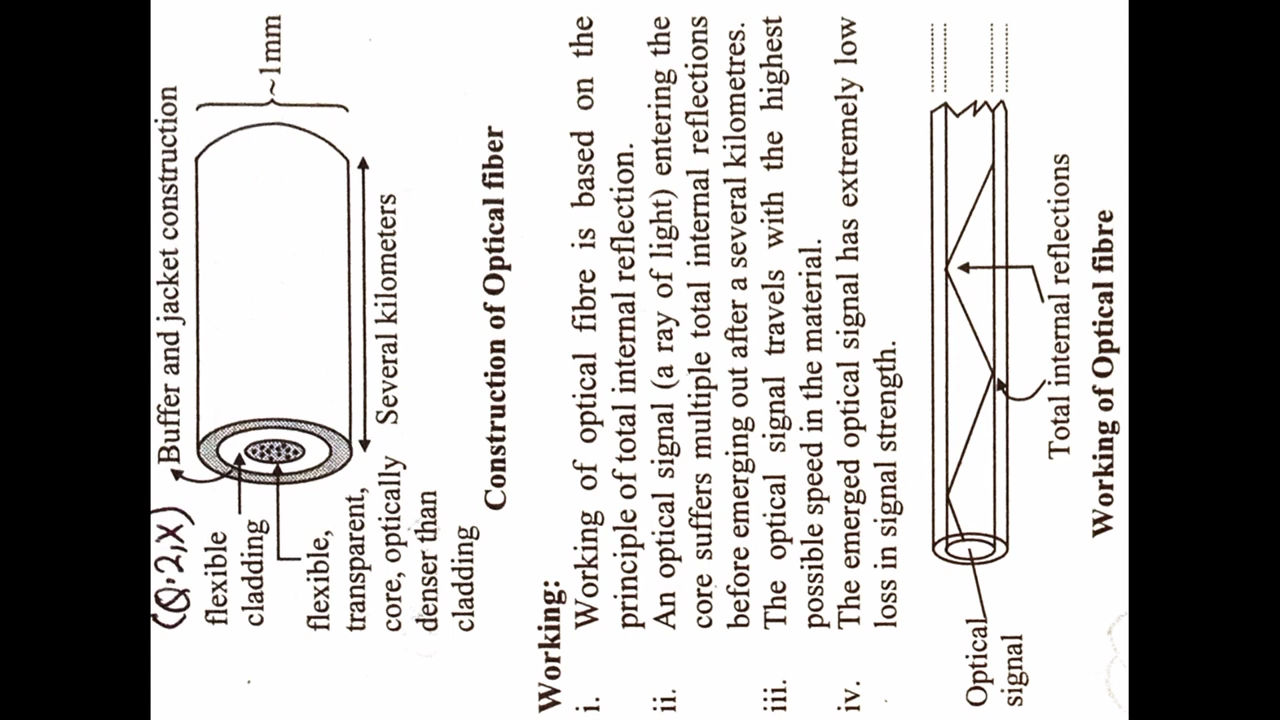 (Q.2,X)
Buffer and jacket construction
flexible
cladding
~1mm
flexible,
transparent,
core, optically
denser than
cladding
Several kilometers
Construction of Optical fiber
Working:
i. Working of optical fibre is based on the
principle of total internal reflection.
ii. An optical signal (a ray of light) entering the
core suffers multiple total internal reflections
before emerging out after a several kilometres.
iii. The optical signal travels with the highest
possible speed in the material.
iv. The emerged optical signal has extremely low
loss in signal strength.
Optical
signal
Total internal reflections
Working of Optical fibre